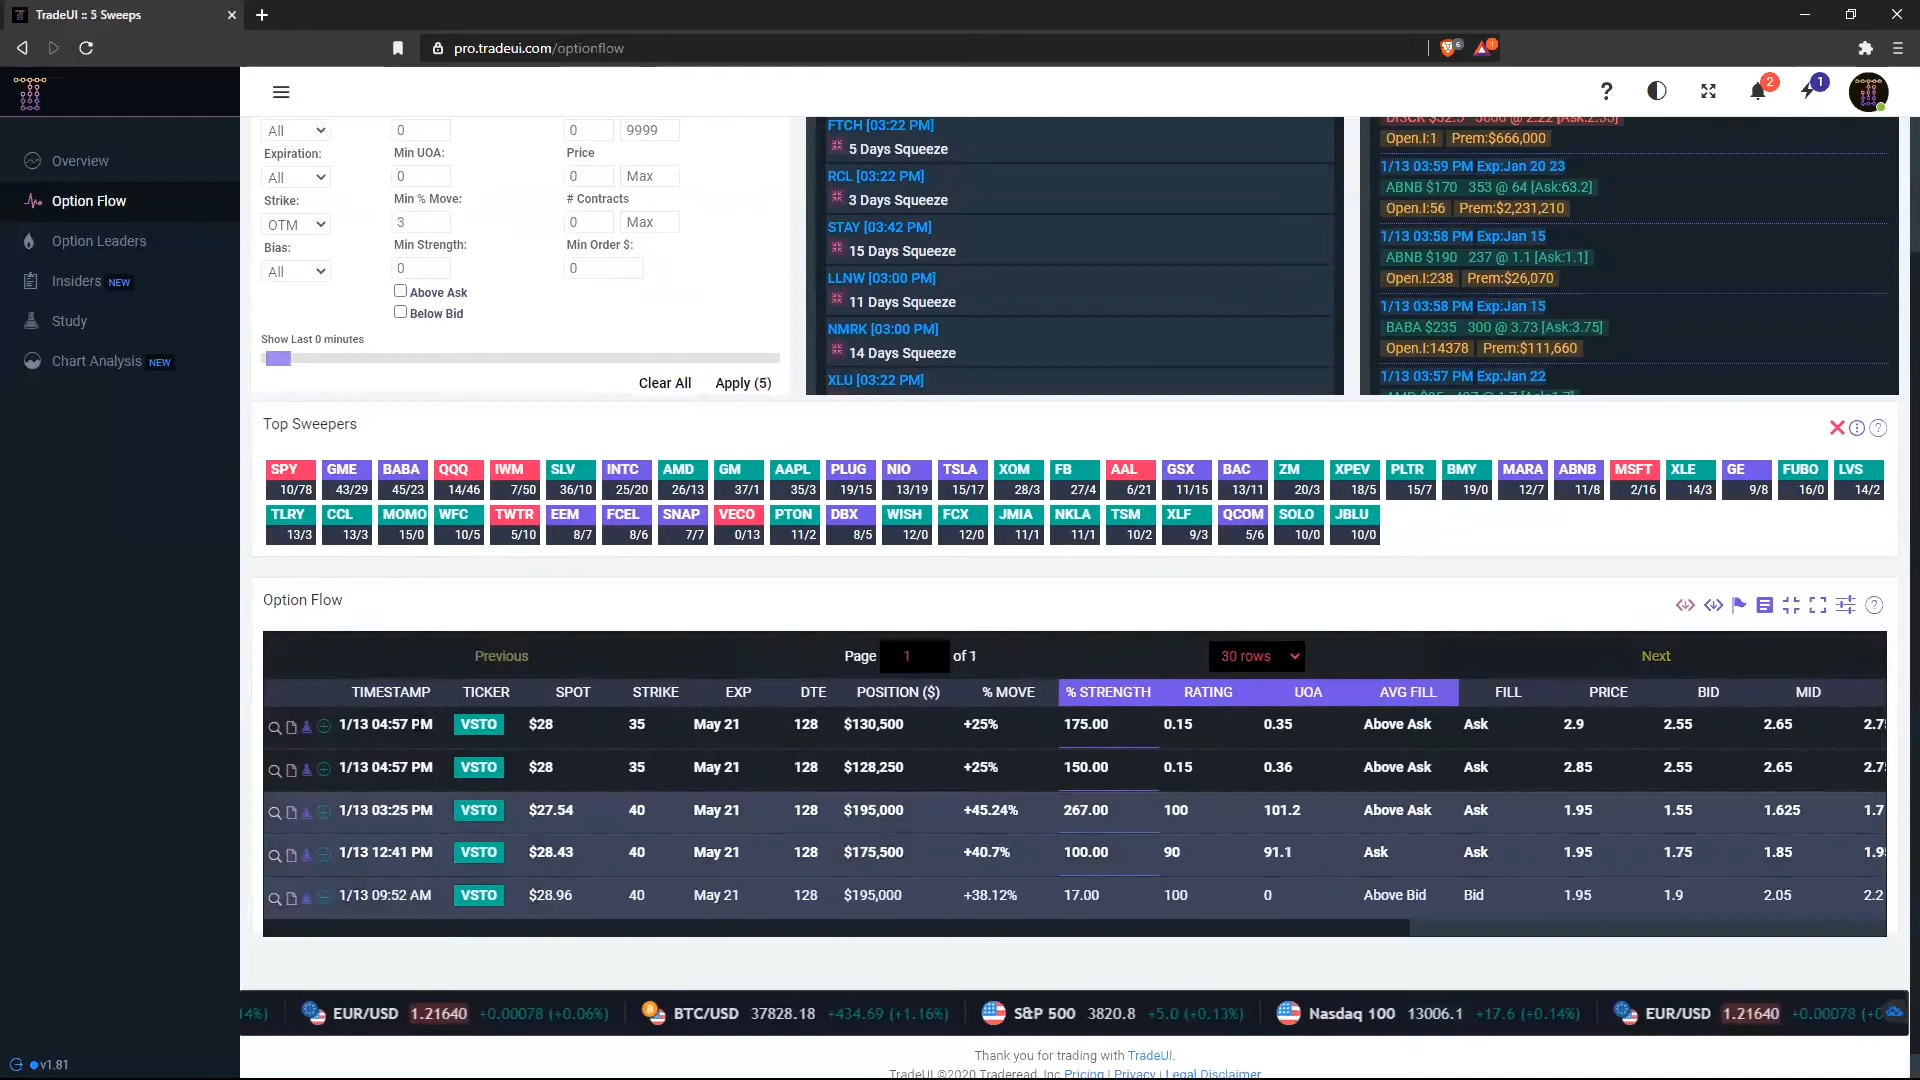 TradeUI :: 5 Sweeps
pro.tradeui.com/optionflow
6
1
? 2 1
Overview
Option Flow
Option Leaders
Insiders NEW
Study
Chart Analysis NEW
v1.81
All
0
0 9999
Expiration:
Min UOA:
Price
All
0
0 Max
Strike:
Min % Move:
# Contracts
OTM
3
0 Max
Bias:
Min Strength:
Min Order $:
All
0
0
Above Ask
Below Bid
Show Last 0 minutes
Clear All Apply (5)
FTCH [03:22 PM]
5 Days Squeeze
RCL [03:22 PM]
3 Days Squeeze
STAY [03:42 PM]
15 Days Squeeze
LLNW [03:00 PM]
11 Days Squeeze
NMRK [03:00 PM]
14 Days Squeeze
XLU [03:22 PM]
Open.I:1 Prem:$666,000
1/13 03:59 PM Exp:Jan 20 23
ABNB $170 353 @ 64 [Ask:63.2]
Open.I:56 Prem:$2,231,210
1/13 03:58 PM Exp:Jan 15
ABNB $190 237 @ 1.1 [Ask:1.1]
Open.I:238 Prem:$26,070
1/13 03:58 PM Exp:Jan 15
BABA $235 300 @ 3.73 [Ask:3.75]
Open.I:14378 Prem:$111,660
1/13 03:57 PM Exp:Jan 22
Top Sweepers
SPY GME BABA QQQ IWM SLV INTC AMD GM AAPL PLUG NIO TSLA XOM FB AAL GSX BAC ZM XPEV PLTR BMY MARA ABNB MSFT XLE GE FUBO LVS
10/78 43/29 45/23 14/46 7/50 36/10 25/20 26/13 37/1 35/3 19/15 13/19 15/17 28/3 27/4 6/21 11/15 13/11 20/3 18/5 15/7 19/0 12/7 11/8 2/16 14/3 9/8 16/0 14/2
TLRY CCL MOMO WFC TWTR EEM FCEL SNAP VECO PTON DBX WISH FCX JMIA NKLA TSM XLF QCOM SOLO JBLU
13/3 13/3 15/0 10/5 5/10 8/7 8/6 7/7 0/13 11/2 8/5 12/0 12/0 11/1 11/1 10/2 9/3 5/6 10/0 10/0
Option Flow
Previous Page 1 of 1 30 rows Next
TIMESTAMP TICKER SPOT STRIKE EXP DTE POSITION ($) % MOVE % STRENGTH RATING UOA AVG FILL FILL PRICE BID MID
1/13 04:57 PM VSTO $28 35 May 21 128 $130,500 +25% 175.00 0.15 0.35 Above Ask Ask 2.9 2.55 2.65 2.7
1/13 04:57 PM VSTO $28 35 May 21 128 $128,250 +25% 150.00 0.15 0.36 Above Ask Ask 2.85 2.55 2.65 2.7
1/13 03:25 PM VSTO $27.54 40 May 21 128 $195,000 +45.24% 267.00 100 101.2 Above Ask Ask 1.95 1.55 1.625 1.7
1/13 12:41 PM VSTO $28.43 40 May 21 128 $175,500 +40.7% 100.00 90 91.1 Ask Ask 1.95 1.75 1.85 1.9
1/13 09:52 AM VSTO $28.96 40 May 21 128 $195,000 +38.12% 17.00 100 0 Above Bid Bid 1.95 1.9 2.05 2.2
4%) EUR/USD 1.21640 +0.00078 (+0.06%) BTC/USD 37828.18 +434.69 (+1.16%) S&P 500 3820.8 +5.0 (+0.13%) Nasdaq 100 13006.1 +17.6 (+0.14%) EUR/USD 1.21640 +0.00078 (+0
Thank you for trading with TradeUI.
TradeUI ©2020 Traderead, Inc Pricing | Privacy | Legal Disclaimer